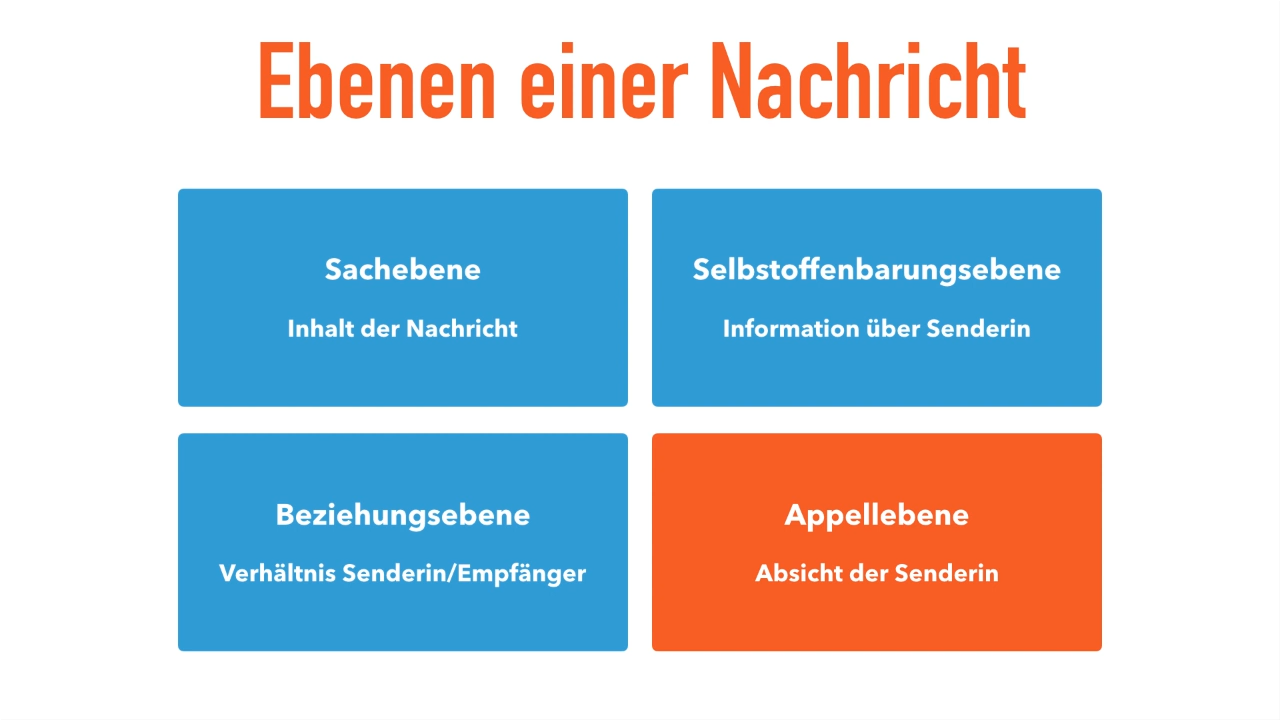 Ebenen einer Nachricht
Sachebene
Inhalt der Nachricht
Selbstoffenbarungsebene
Information über Senderin
Beziehungsebene
Verhältnis Senderin/Empfänger
Appellebene
Absicht der Senderin